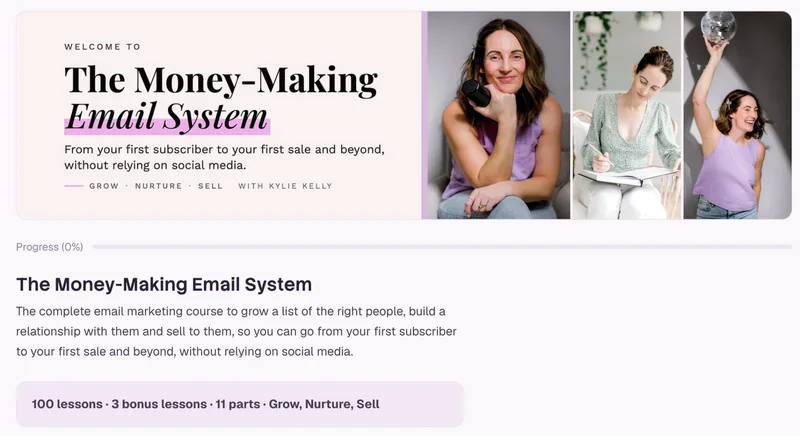 WELCOME TO
The Money-Making
Email System
From your first subscriber to your first sale and beyond,
without relying on social media.
GROW · NURTURE · SELL WITH KYLIE KELLY
Progress (0%)
The Money-Making Email System
The complete email marketing course to grow a list of the right people, build a
relationship with them and sell to them, so you can go from your first subscriber
to your first sale and beyond, without relying on social media.
100 lessons · 3 bonus lessons · 11 parts · Grow, Nurture, Sell